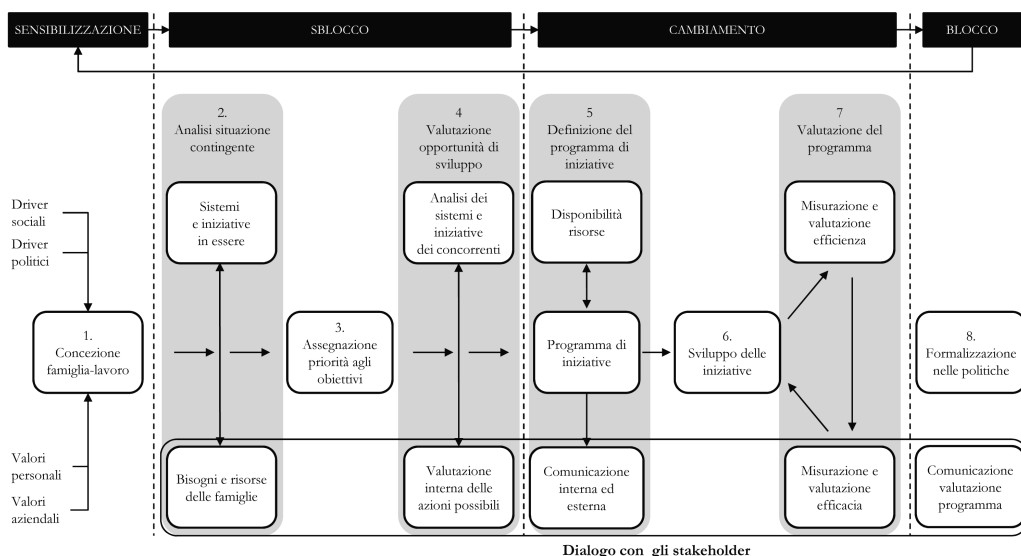 SENSIBILIZZAZIONE
SBLOCCO
CAMBIAMENTO
BLOCCO
2.
Analisi situazione
contingente
4
Valutazione
opportunità di
sviluppo
5
Definizione del
programma di
iniziative
7
Valutazione del
programma
Driver
sociali
Driver
politici
Sistemi
e iniziative
in essere
Analisi dei
sistemi e
iniziative
dei concorrenti
Disponibilità
risorse
Misurazione e
valutazione
efficienza
1.
Concezione
famiglia-lavoro
3.
Assegnazione
priorità agli
obiettivi
Programma di
iniziative
6.
Sviluppo delle
iniziative
8.
Formalizzazione
nelle politiche
Valori
personali
Valori
aziendali
Bisogni e risorse
delle famiglie
Valutazione
interna delle
azioni possibili
Comunicazione
interna ed
esterna
Misurazione e
valutazione
efficacia
Comunicazione
valutazione
programma
Dialogo con gli stakeholder